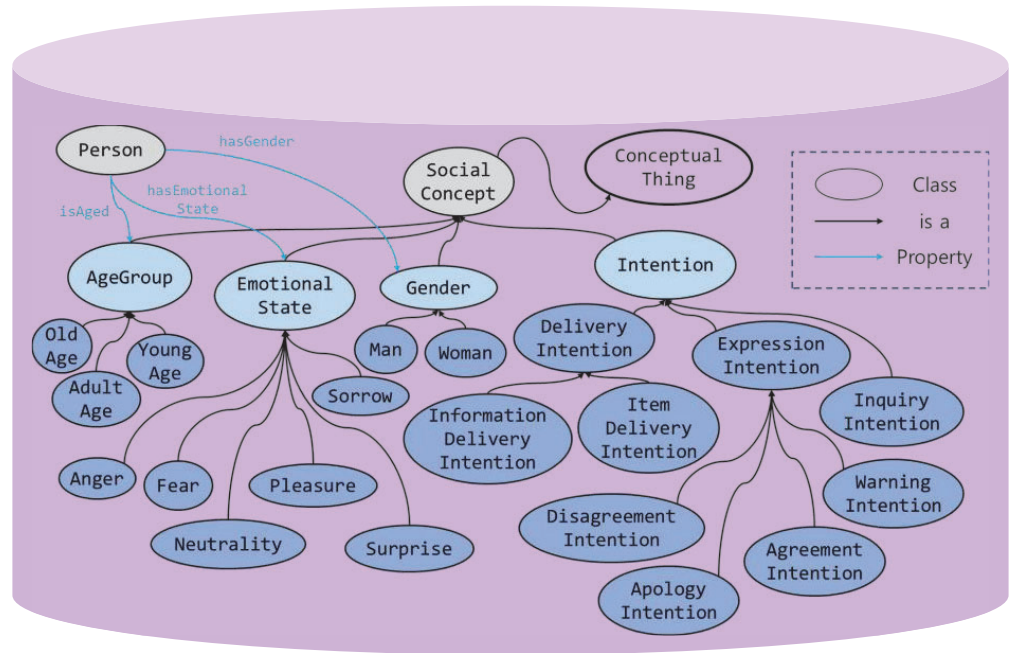 Person
hasGender
Social
Concept
Conceptual
Thing
Class
is a
Property
hasEmotional
State
isAged
AgeGroup
Emotional
State
Gender
Intention
Old
Age
Adult
Age
Young
Age
Man
Woman
Sorrow
Delivery
Intention
Expression
Intention
Inquiry
Intention
Information
Delivery
Intention
Item
Delivery
Intention
Anger
Fear
Pleasure
Neutrality
Surprise
Warning
Intention
Disagreement
Intention
Agreement
Intention
Apology
Intention